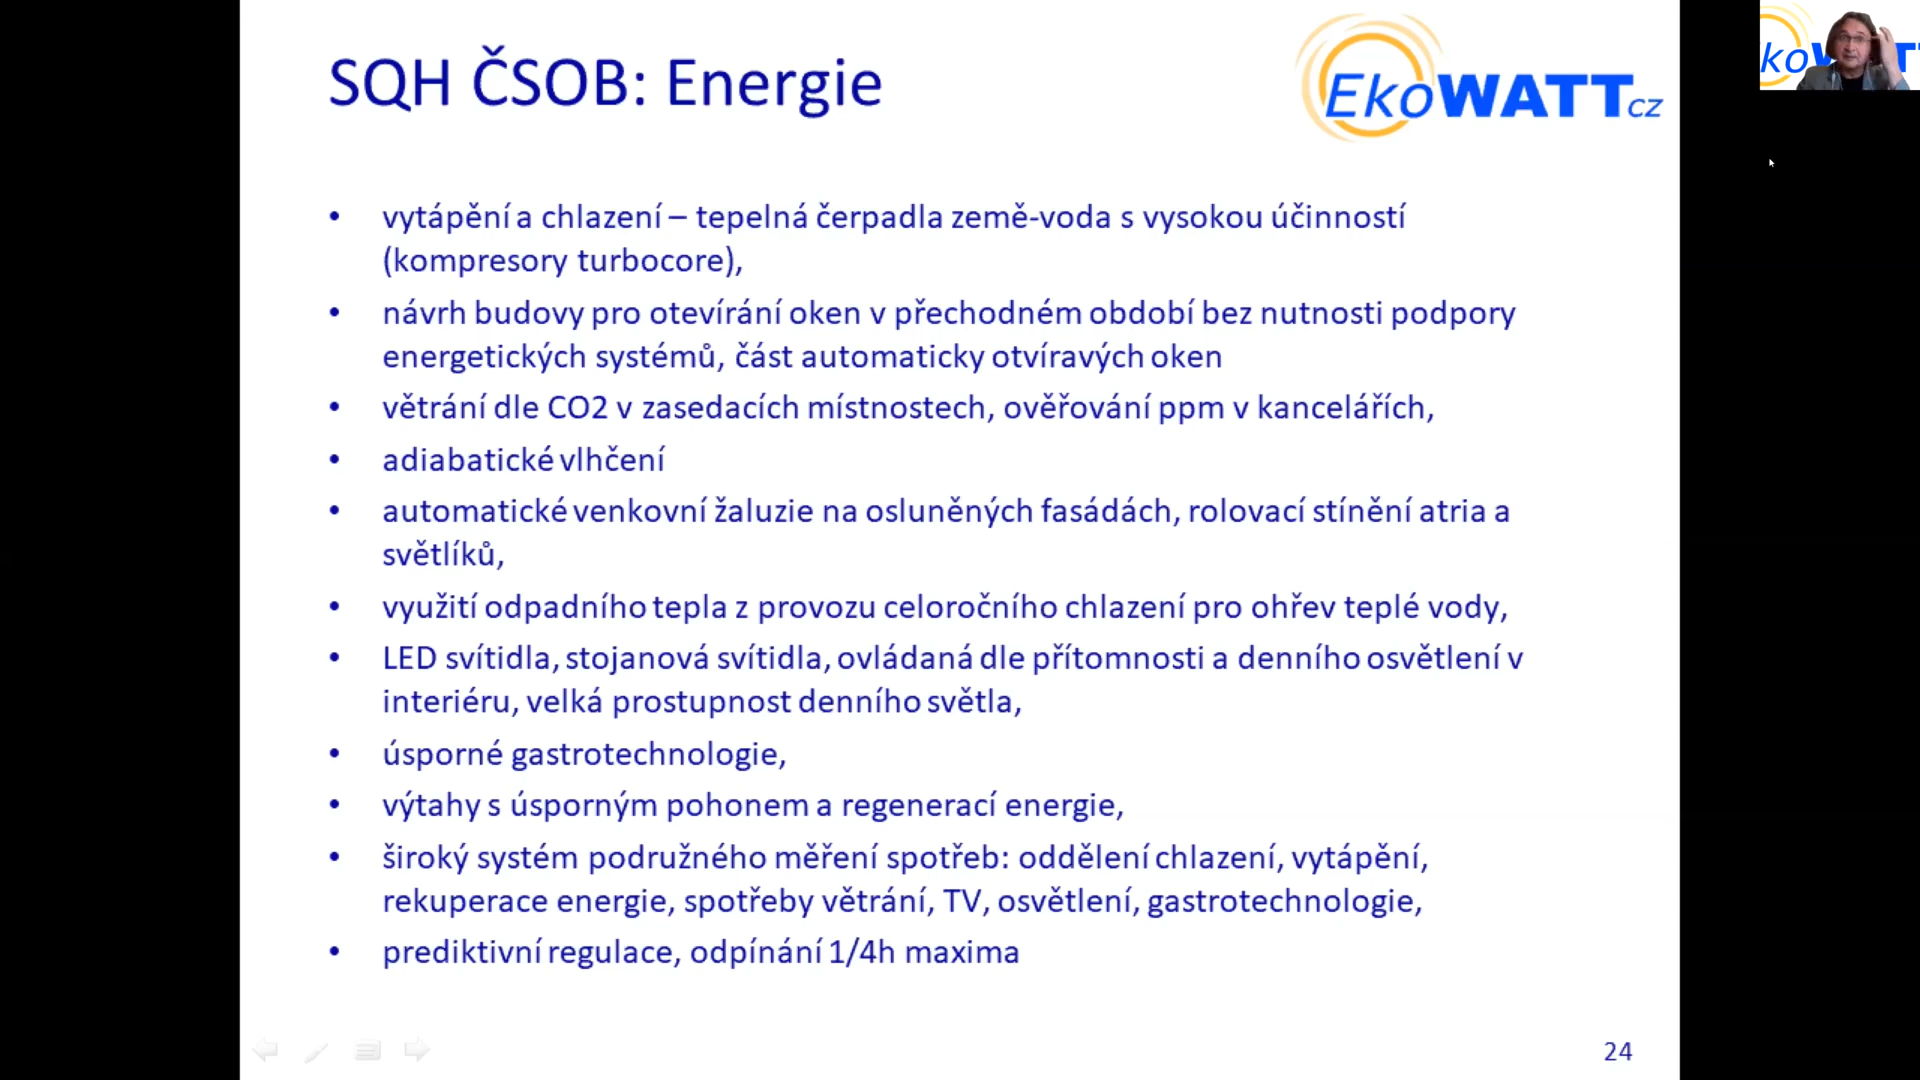 SQH ČSOB: Energie
EkoWATTcz
• vytápění a chlazení – tepelná čerpadla země-voda s vysokou účinností
(kompresory turbocore),
• návrh budovy pro otevírání oken v přechodném období bez nutnosti podpory
energetických systémů, část automaticky otvíravých oken
• větrání dle CO2 v zasedacích místnostech, ověřování ppm v kancelářích,
• adiabatické vlhčení
• automatické venkovní žaluzie na osluněných fasádách, rolovací stínění atria a
světlíků,
• využití odpadního tepla z provozu celoročního chlazení pro ohřev teplé vody,
• LED svítidla, stojanová svítidla, ovládaná dle přítomnosti a denního osvětlení v
interiéru, velká prostupnost denního světla,
• úsporné gastrotechnologie,
• výtahy s úsporným pohonem a regenerací energie,
• široký systém podružného měření spotřeb: oddělení chlazení, vytápění,
rekuperace energie, spotřeby větrání, TV, osvětlení, gastrotechnologie,
• prediktivní regulace, odpínání 1/4h maxima
24